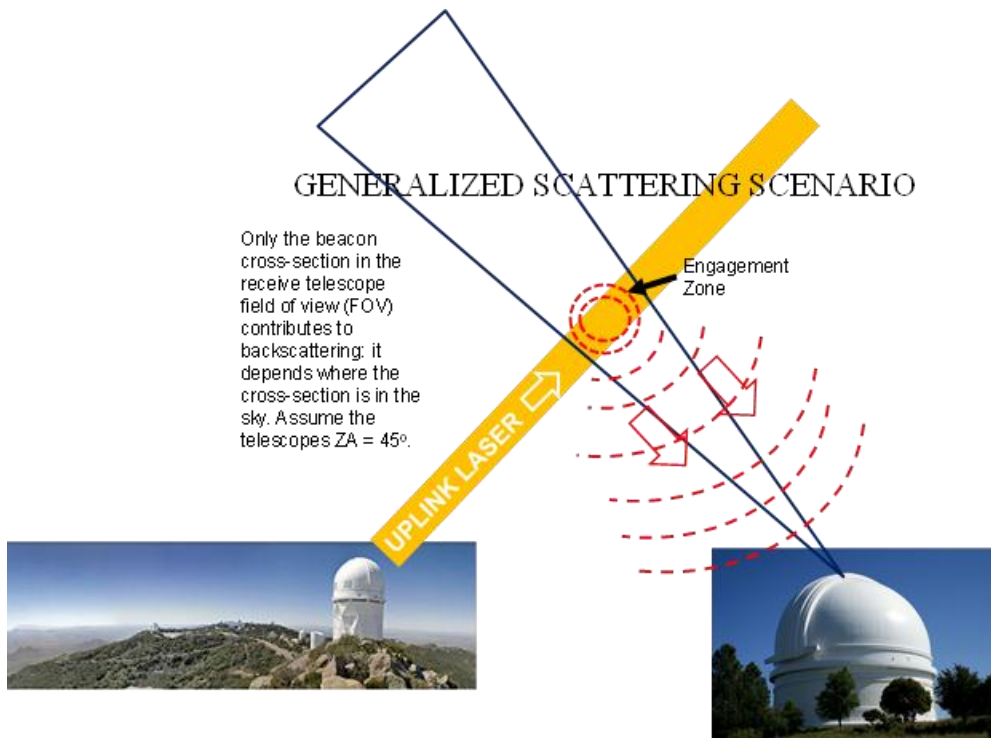 GENERALIZED SCATTERING SCENARIO
Only the beacon
cross-section in the
receive telescope
field of view (FOV)
contributes to
backscattering: it
depends where the
cross-section is in the
sky. Assume the
telescopes ZA = 45º.
Engagement
Zone
UPLINK LASER